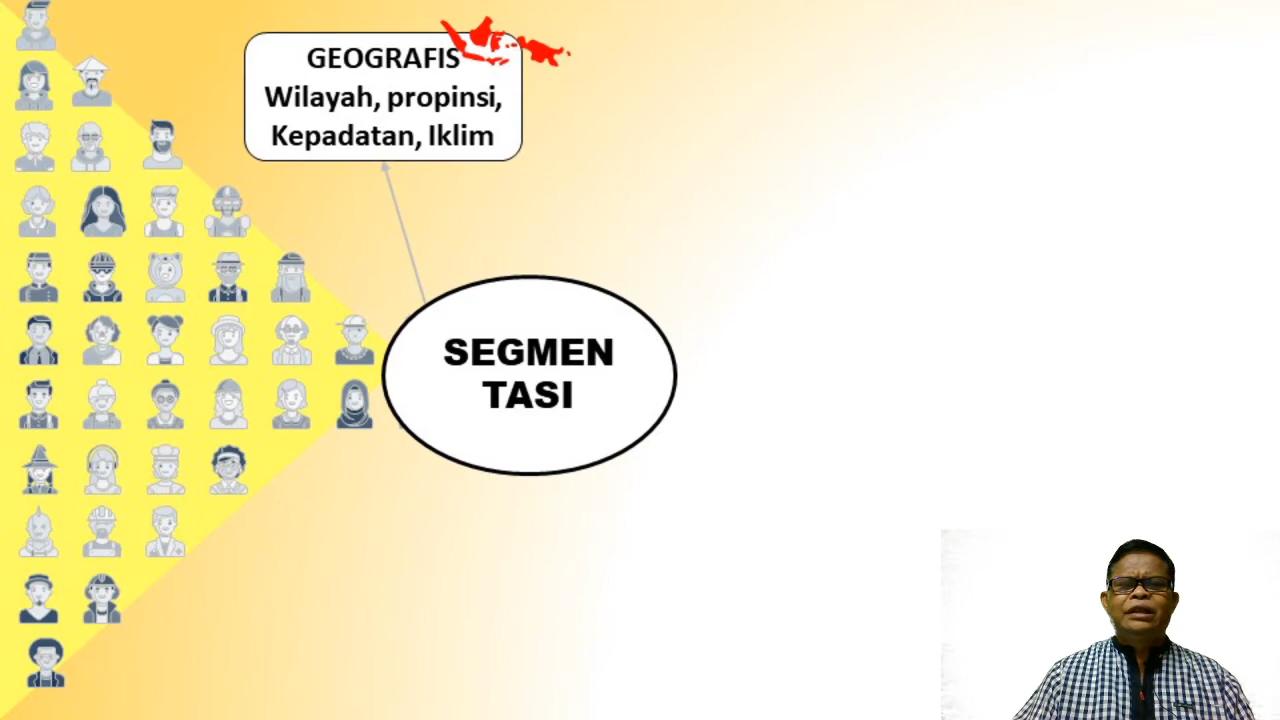 GEOGRAFIS
Wilayah, propinsi,
Kepadatan, Iklim
SEGMEN
TASI